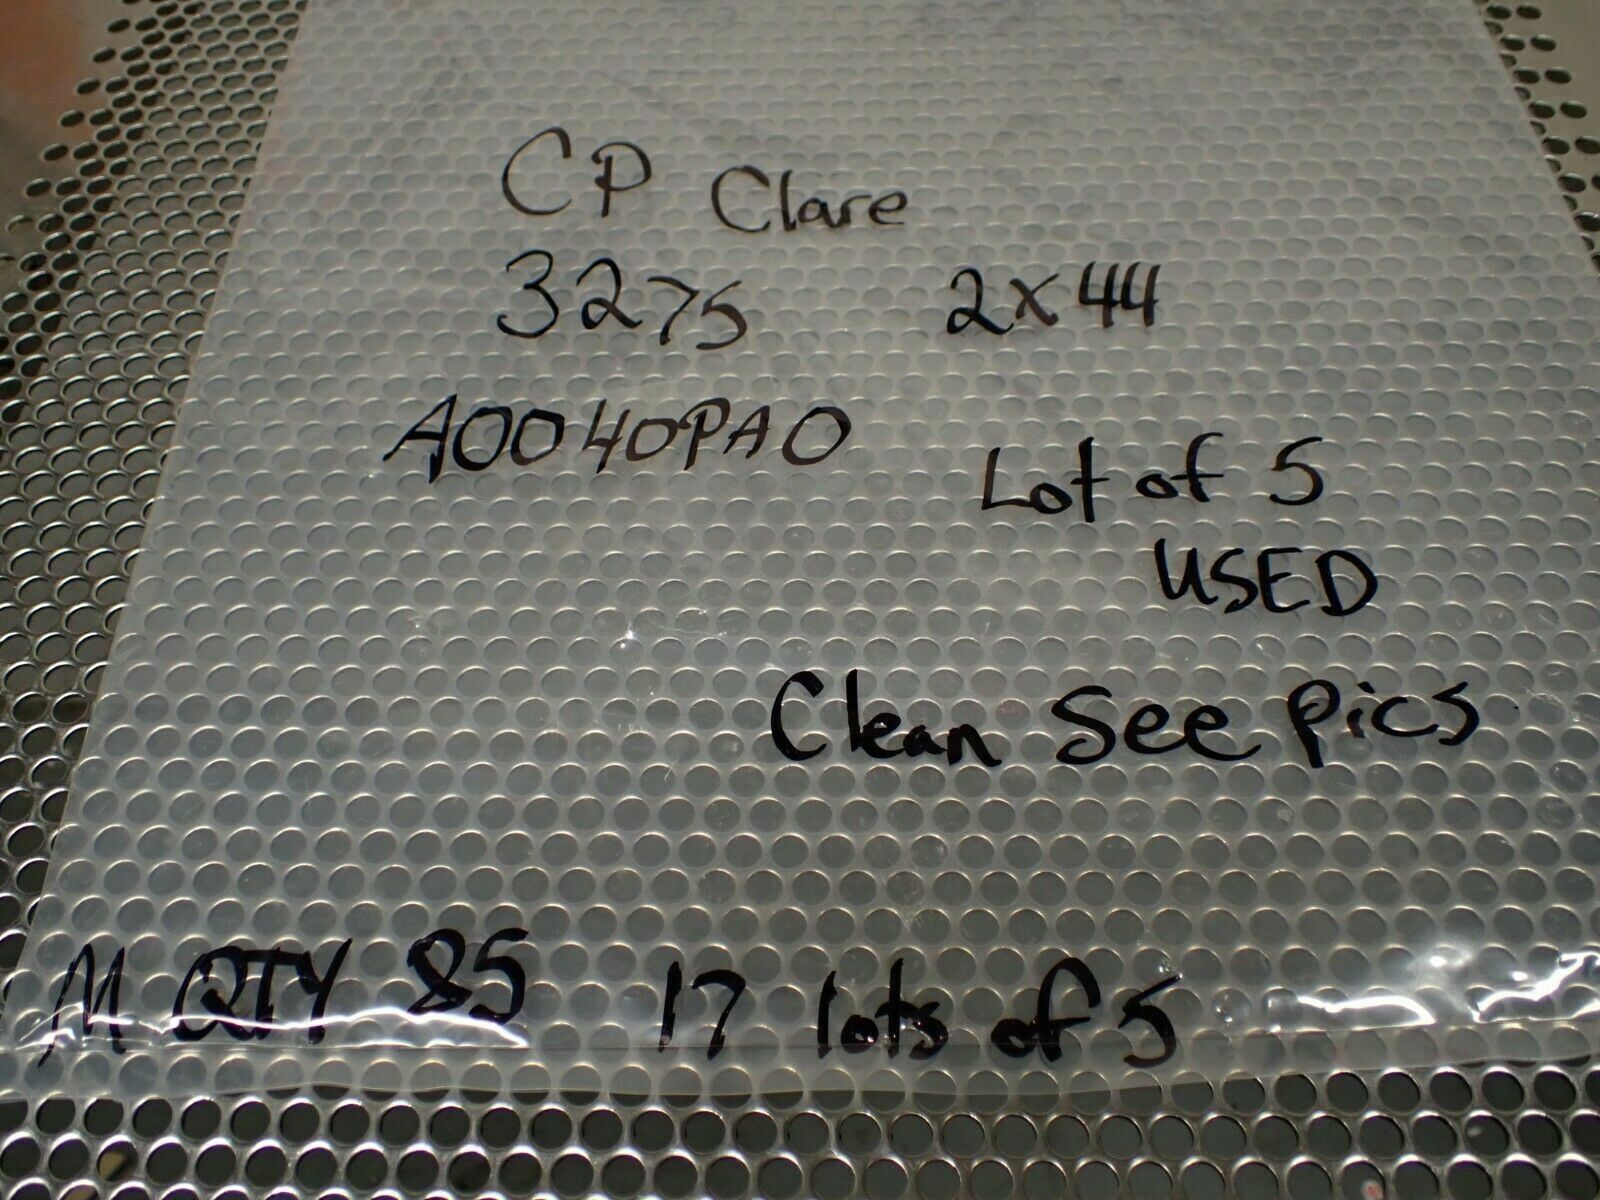 CP Clare
3275 2x44
A0040PA0
Lot of 5
USED
Clean See pics
M QTY 85 17 lots of 5